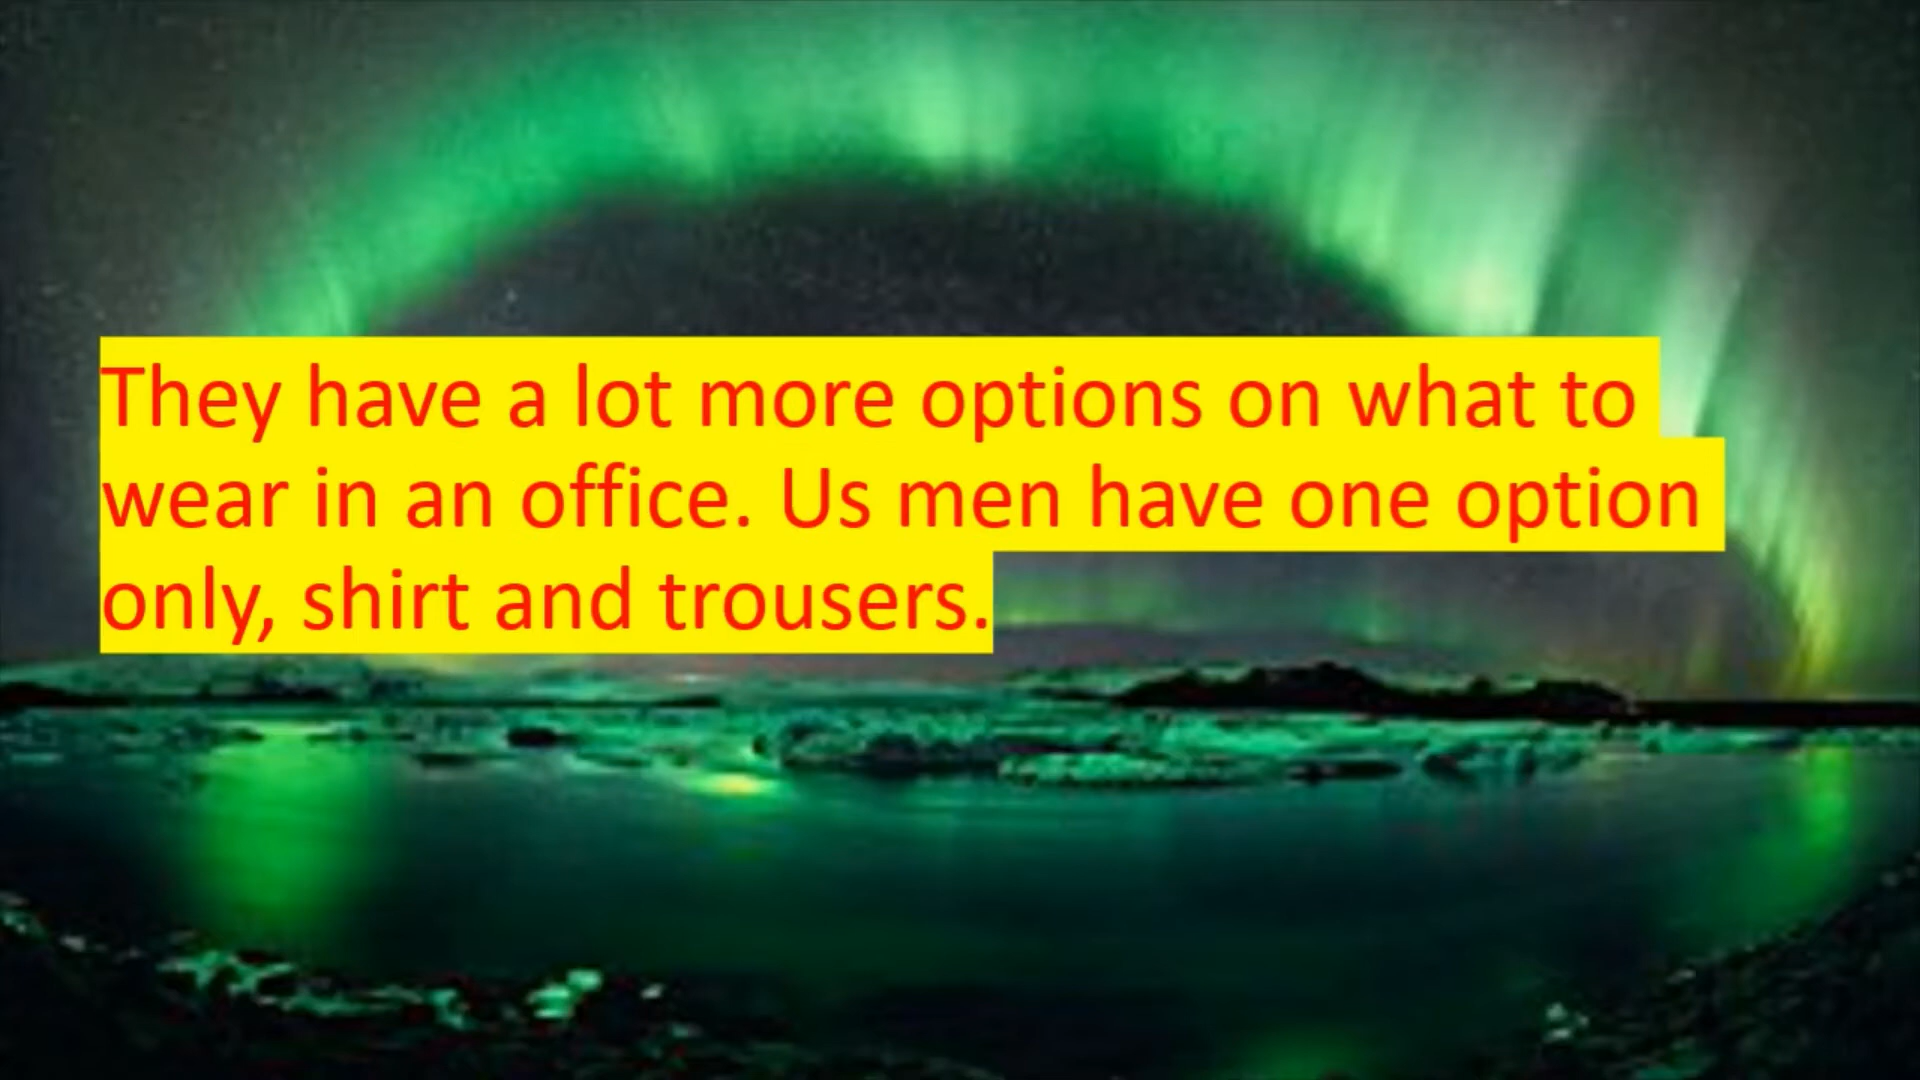 They have a lot more options on what to
wear in an office. Us men have one option
only, shirt and trousers.